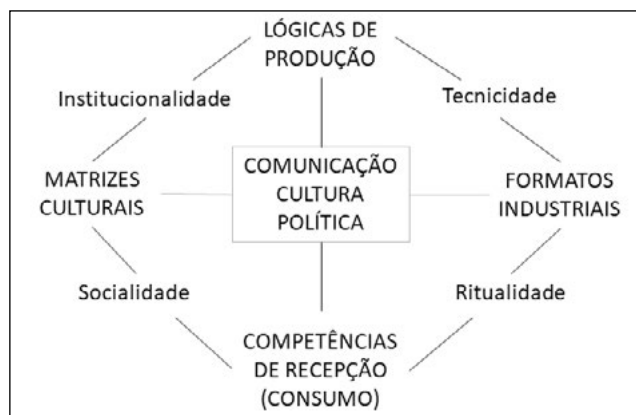 LÓGICAS DE
PRODUÇÃO
Institucionalidade
Tecnicidade
MATRIZES
CULTURAIS
COMUNICAÇÃO
CULTURA
POLÍTICA
FORMATOS
INDUSTRIAIS
Socialidade
Ritualidade
COMPETÊNCIAS
DE RECEPÇÃO
(CONSUMO)